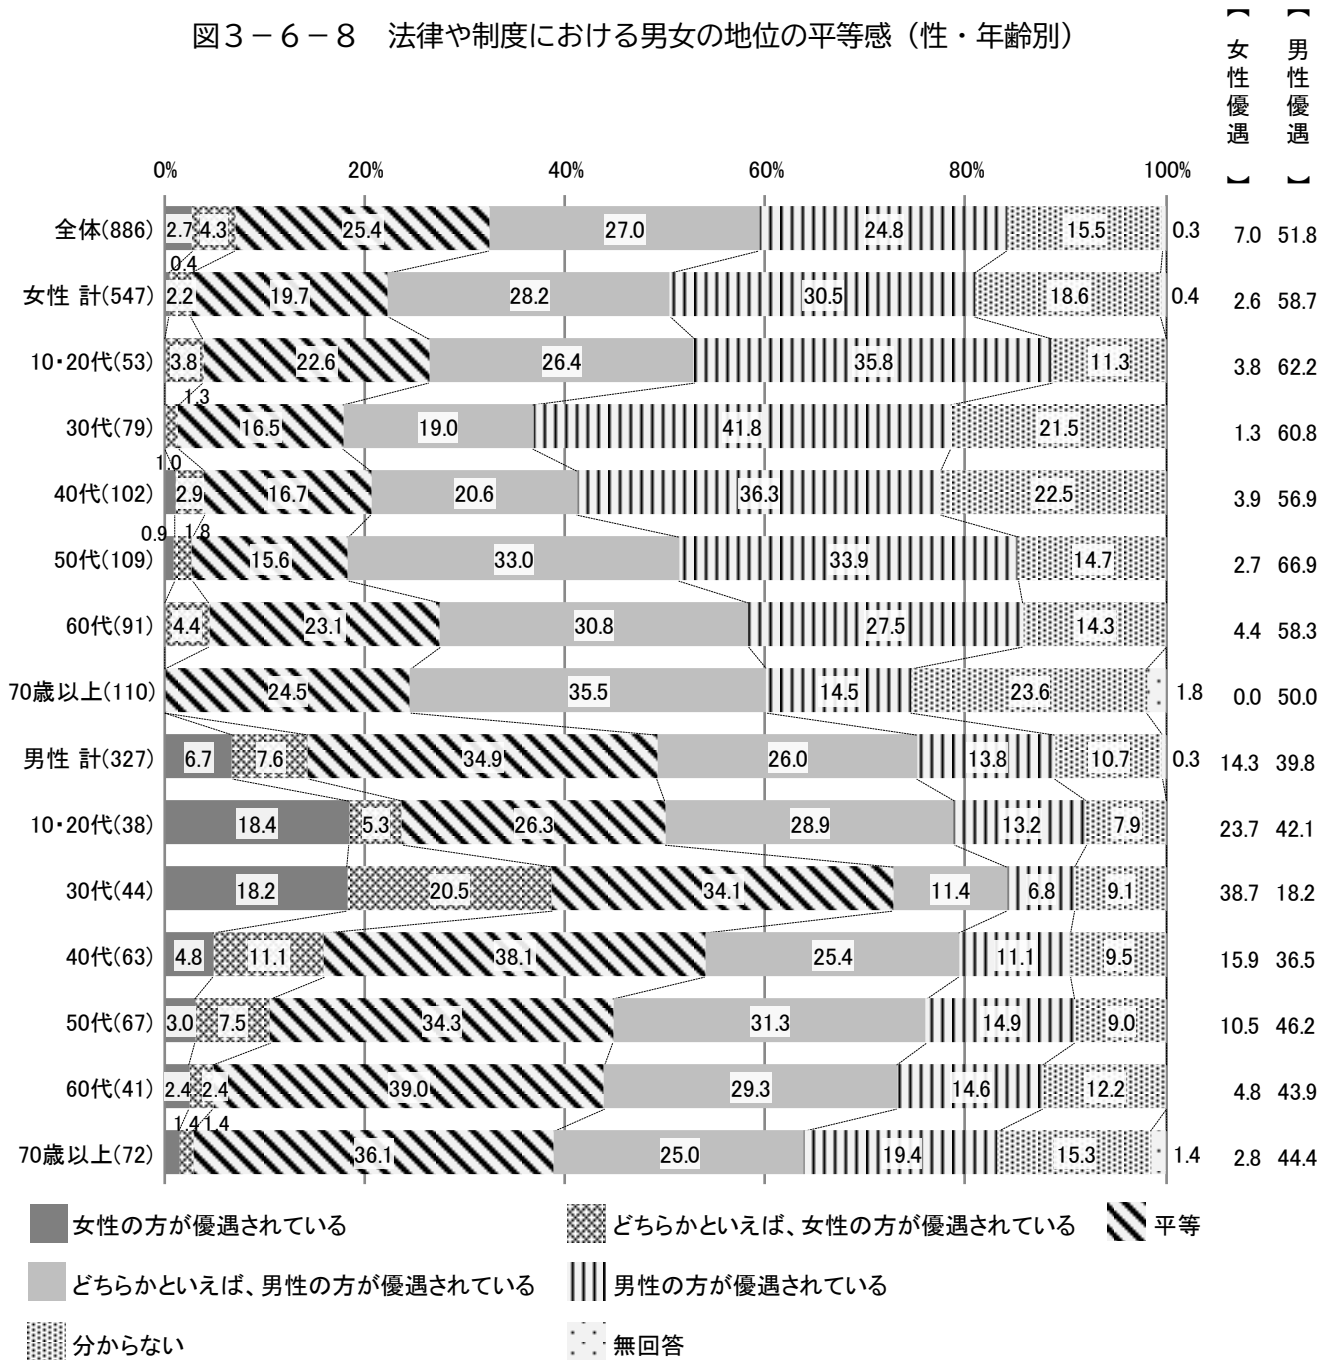 図３－６－８　法律や制度における男女の地位の平等感（性・年齢別）
【女性優遇】 【男性優遇】
0% 20% 40% 60% 80% 100%
全体(886) 2.7 4.3 25.4 27.0 24.8 15.5 0.3 7.0 51.8
女性 計(547) 0.4 2.2 19.7 28.2 30.5 18.6 0.4 2.6 58.7
10・20代(53) 3.8 22.6 26.4 35.8 11.3 3.8 62.2
30代(79) 1.3 16.5 19.0 41.8 21.5 1.3 60.8
40代(102) 1.0 2.9 16.7 20.6 36.3 22.5 3.9 56.9
50代(109) 0.9 1.8 15.6 33.0 33.9 14.7 2.7 66.9
60代(91) 4.4 23.1 30.8 27.5 14.3 4.4 58.3
70歳以上(110) 24.5 35.5 14.5 23.6 1.8 0.0 50.0
男性 計(327) 6.7 7.6 34.9 26.0 13.8 10.7 0.3 14.3 39.8
10・20代(38) 18.4 5.3 26.3 28.9 13.2 7.9 23.7 42.1
30代(44) 18.2 20.5 34.1 11.4 6.8 9.1 38.7 18.2
40代(63) 4.8 11.1 38.1 25.4 11.1 9.5 15.9 36.5
50代(67) 3.0 7.5 34.3 31.3 14.9 9.0 10.5 46.2
60代(41) 2.4 2.4 39.0 29.3 14.6 12.2 4.8 43.9
70歳以上(72) 1.4 1.4 36.1 25.0 19.4 15.3 1.4 2.8 44.4
女性の方が優遇されている どちらかといえば、女性の方が優遇されている 平等
どちらかといえば、男性の方が優遇されている 男性の方が優遇されている
分からない 無回答